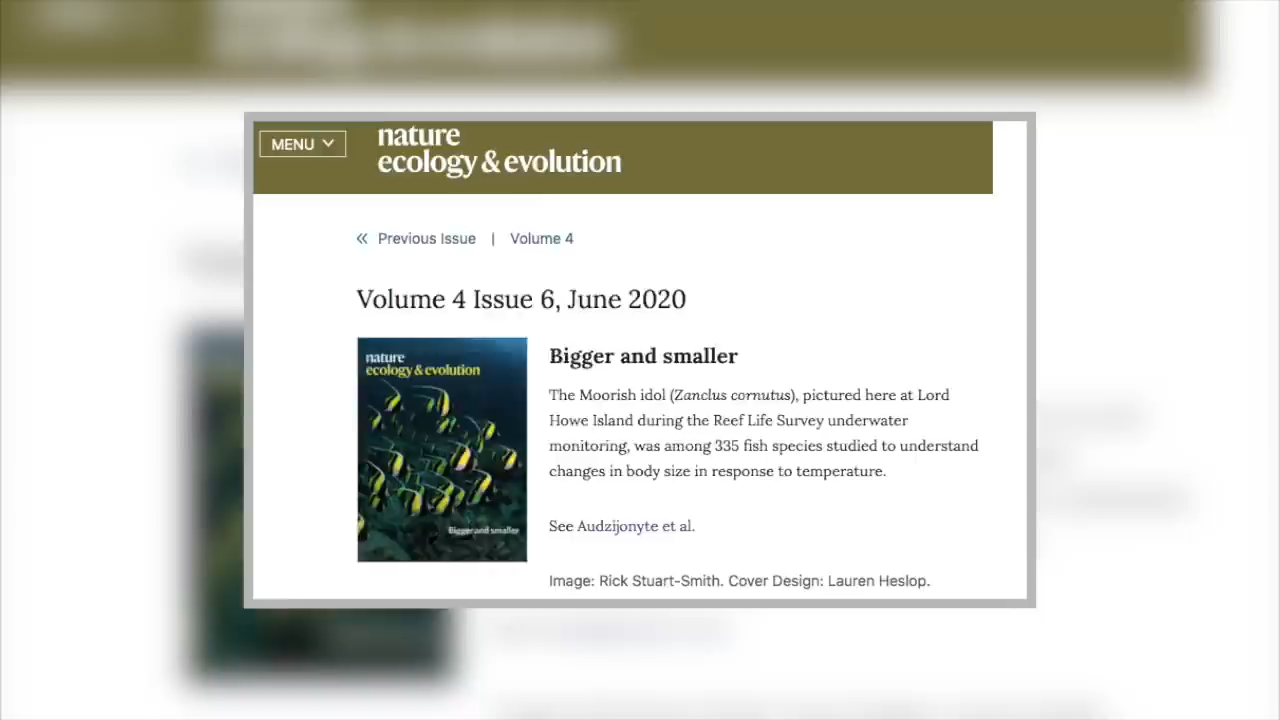 MENU
nature
ecology & evolution
« Previous Issue | Volume 4
Volume 4 Issue 6, June 2020
nature
ecology & evolution
Bigger and smaller
Bigger and smaller
The Moorish idol (Zanclus cornutus), pictured here at Lord
Howe Island during the Reef Life Survey underwater
monitoring, was among 335 fish species studied to understand
changes in body size in response to temperature.
See Audzijonyte et al.
Image: Rick Stuart-Smith. Cover Design: Lauren Heslop.